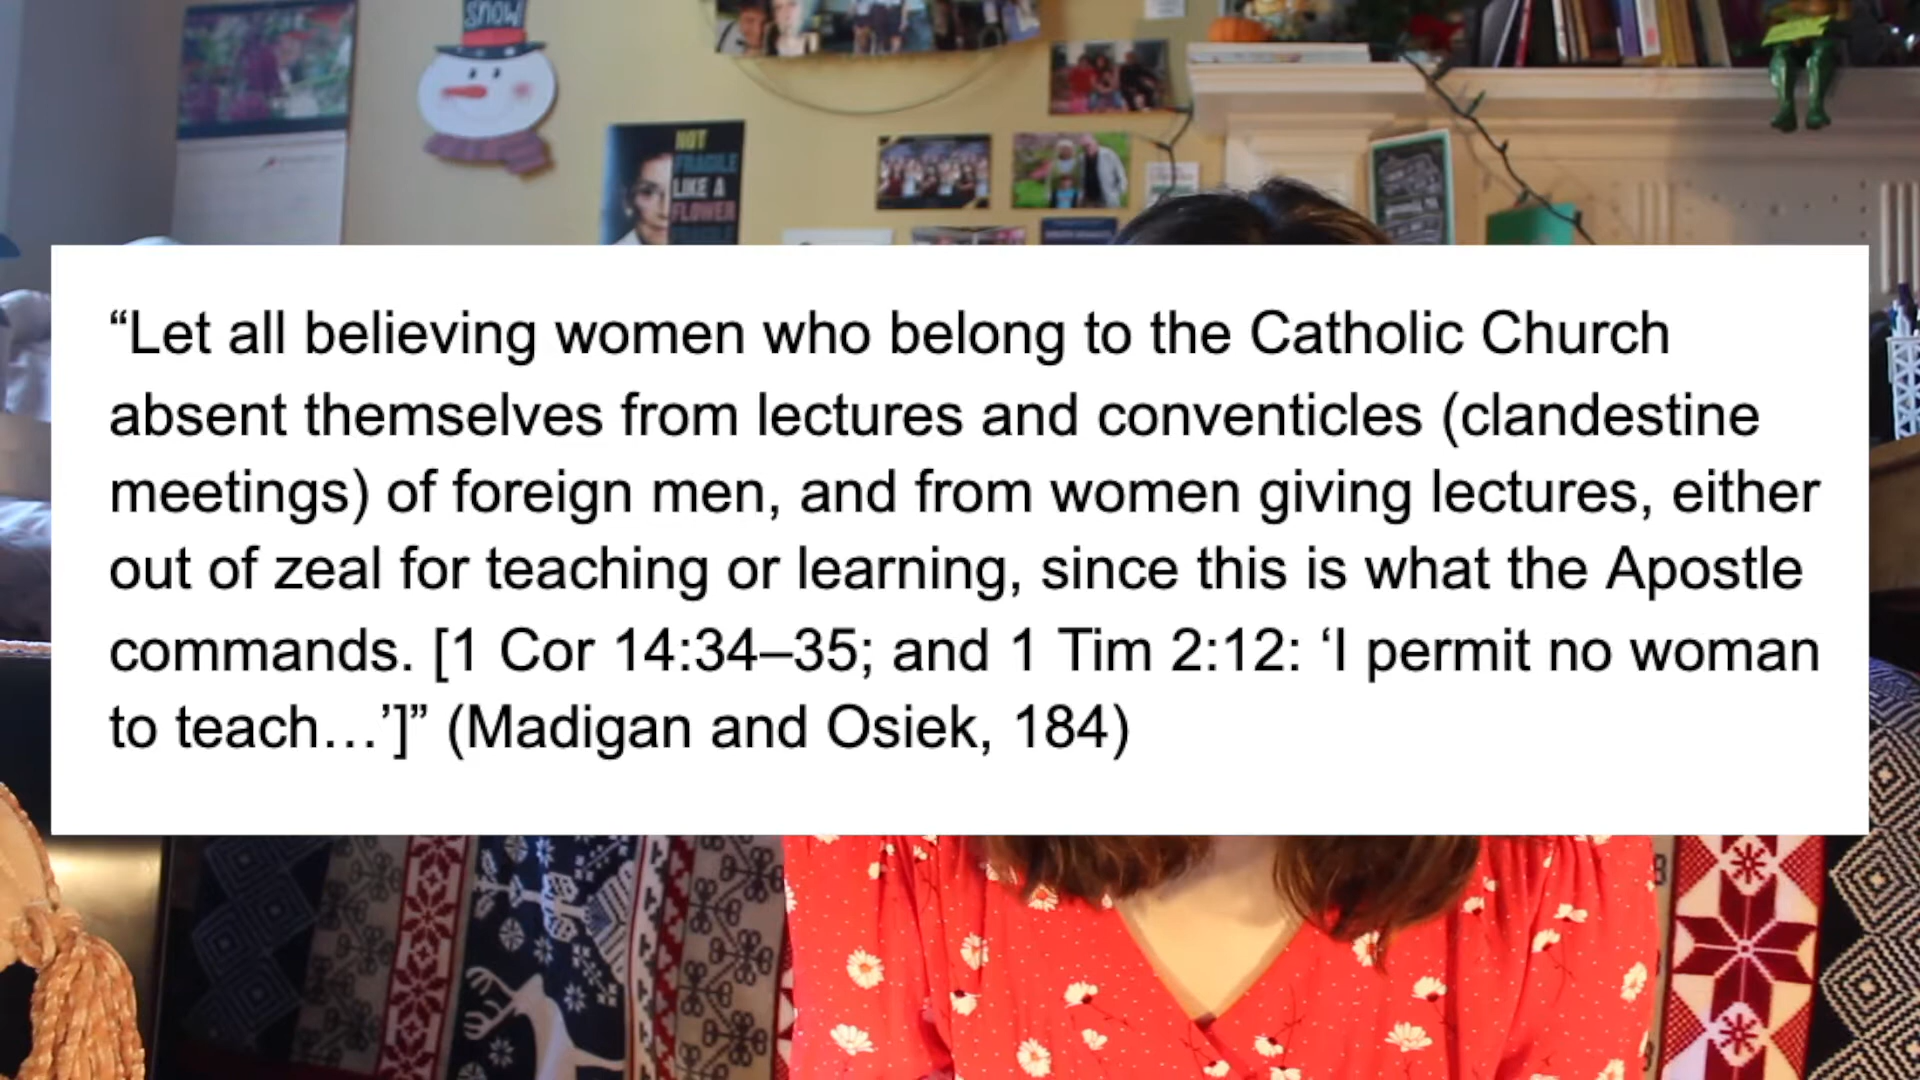 snow
NOT
FRAGILE
LIKE A
FLOWER
“Let all believing women who belong to the Catholic Church
absent themselves from lectures and conventicles (clandestine
meetings) of foreign men, and from women giving lectures, either
out of zeal for teaching or learning, since this is what the Apostle
commands. [1 Cor 14:34–35; and 1 Tim 2:12: ‘I permit no woman
to teach…’]” (Madigan and Osiek, 184)